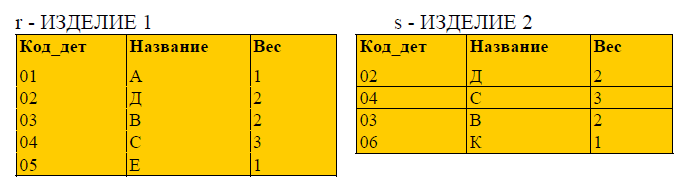 r - ИЗДЕЛИЕ 1
Код_дет Название Вес
01 А 1
02 Д 2
03 В 2
04 С 3
05 Е 1
s - ИЗДЕЛИЕ 2
Код_дет Название Вес
02 Д 2
04 С 3
03 В 2
06 К 1